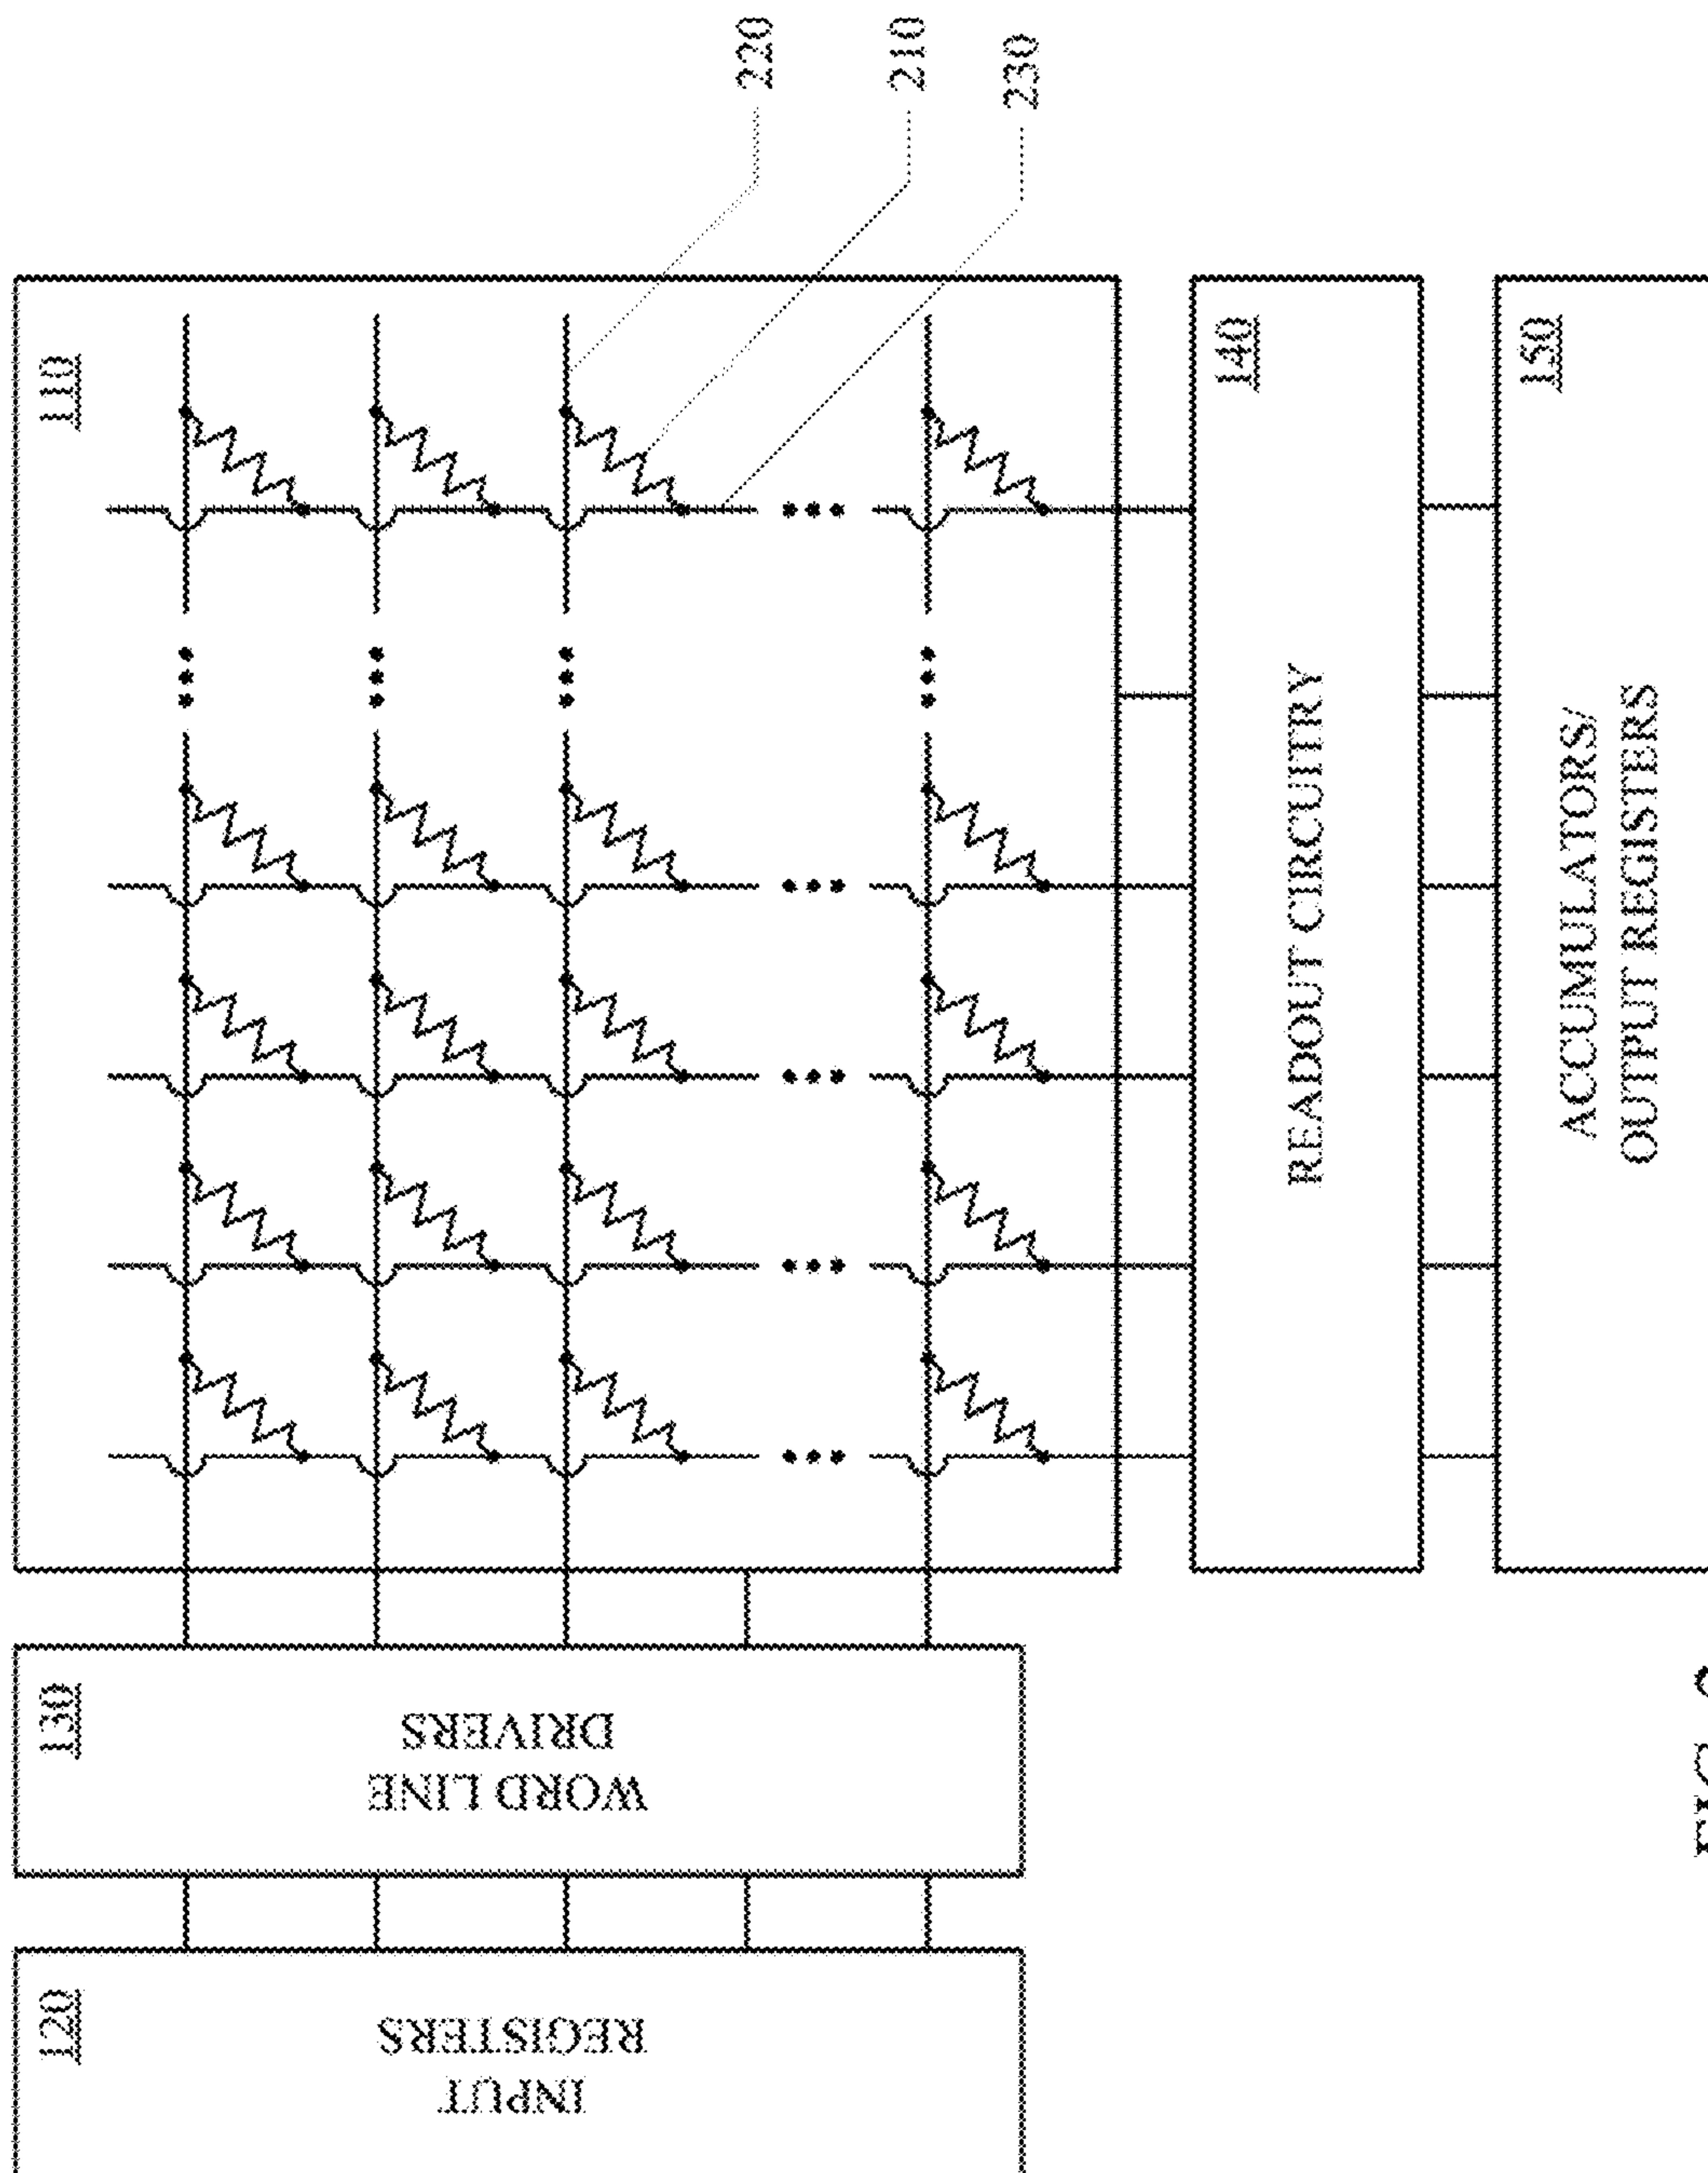 120
INPUT
REGISTERS
130
WORD LINE
DRIVERS
110
220
210
230
140
READOUT CIRCUITRY
150
ACCUMULATORS/
OUTPUT REGISTERS